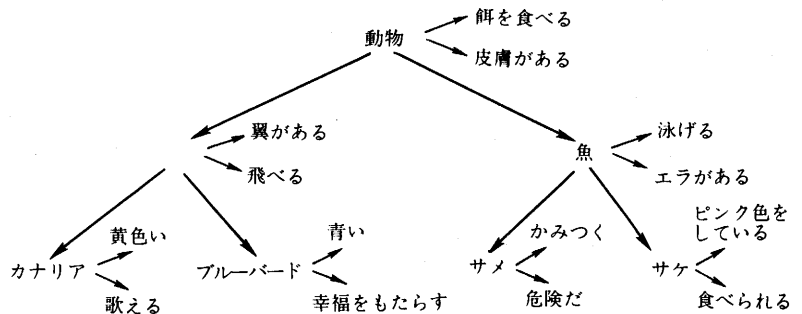 動物
餌を食べる
皮膚がある
翼がある
飛べる
魚
泳げる
エラがある
カナリア
黄色い
歌える
ブルーバード
青い
幸福をもたらす
サメ
かみつく
危険だ
サケ
ピンク色を
している
食べられる